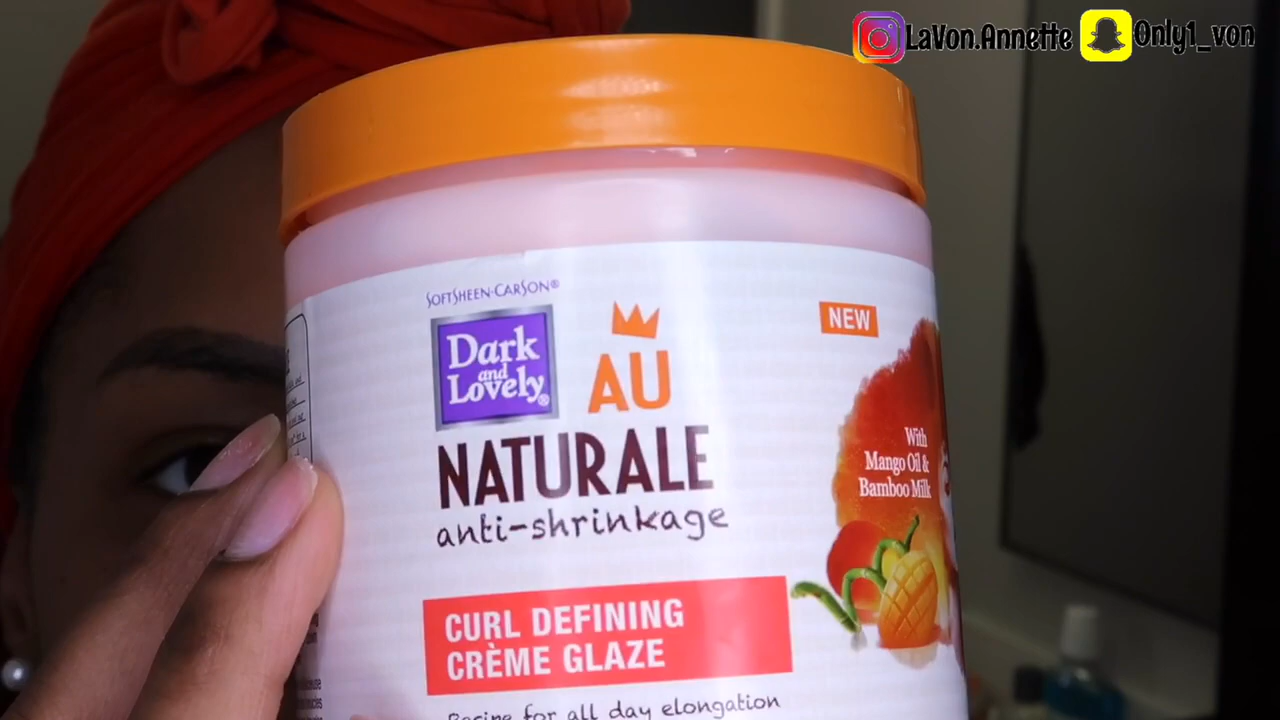 LaVon.Annette
Only1_von
SOFTSHEEN-CARSON®
Dark
and
Lovely®
AU
NATURALE
anti-shrinkage
NEW
With
Mango Oil &
Bamboo Milk
CURL DEFINING
CRÈME GLAZE
Recipe for all day elongation